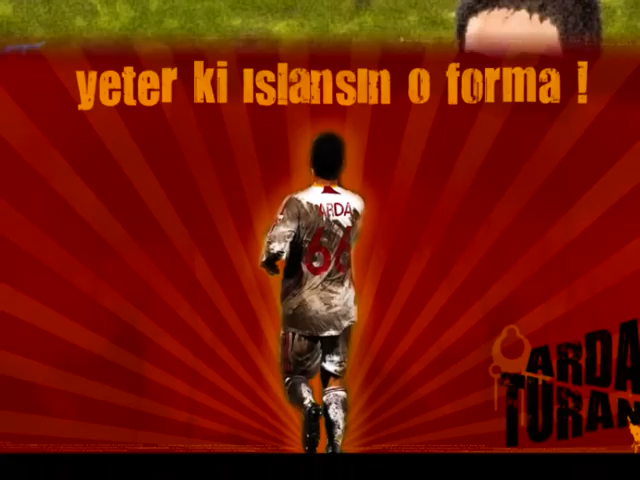 yeter ki ıslansın o forma !
ARDA
66
ARDA
TURAN